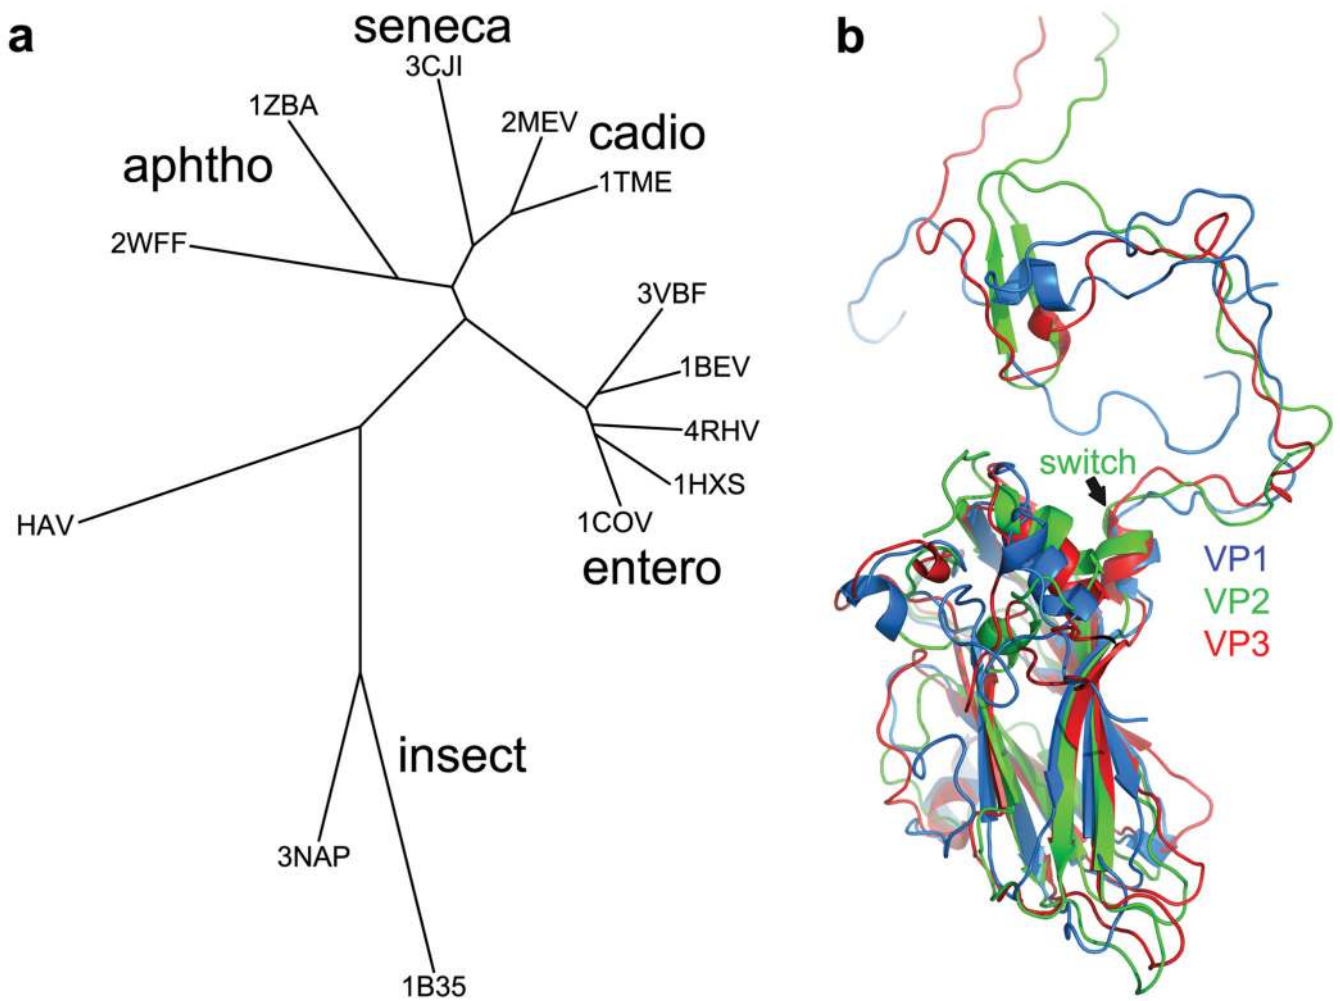 a
seneca
3CJI
1ZBA
2MEV
cadio
aphtho
1TME
2WFF
3VBF
1BEV
4RHV
1HXS
HAV
1COV
entero
insect
3NAP
1B35
b
switch
VP1
VP2
VP3